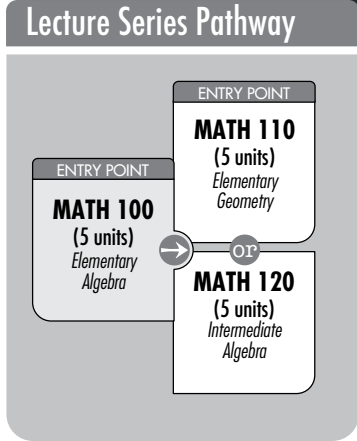 Lecture Series Pathway
ENTRY POINT
MATH 100
(5 units)
Elementary
Algebra
ENTRY POINT
MATH 110
(5 units)
Elementary
Geometry
or
MATH 120
(5 units)
Intermediate
Algebra